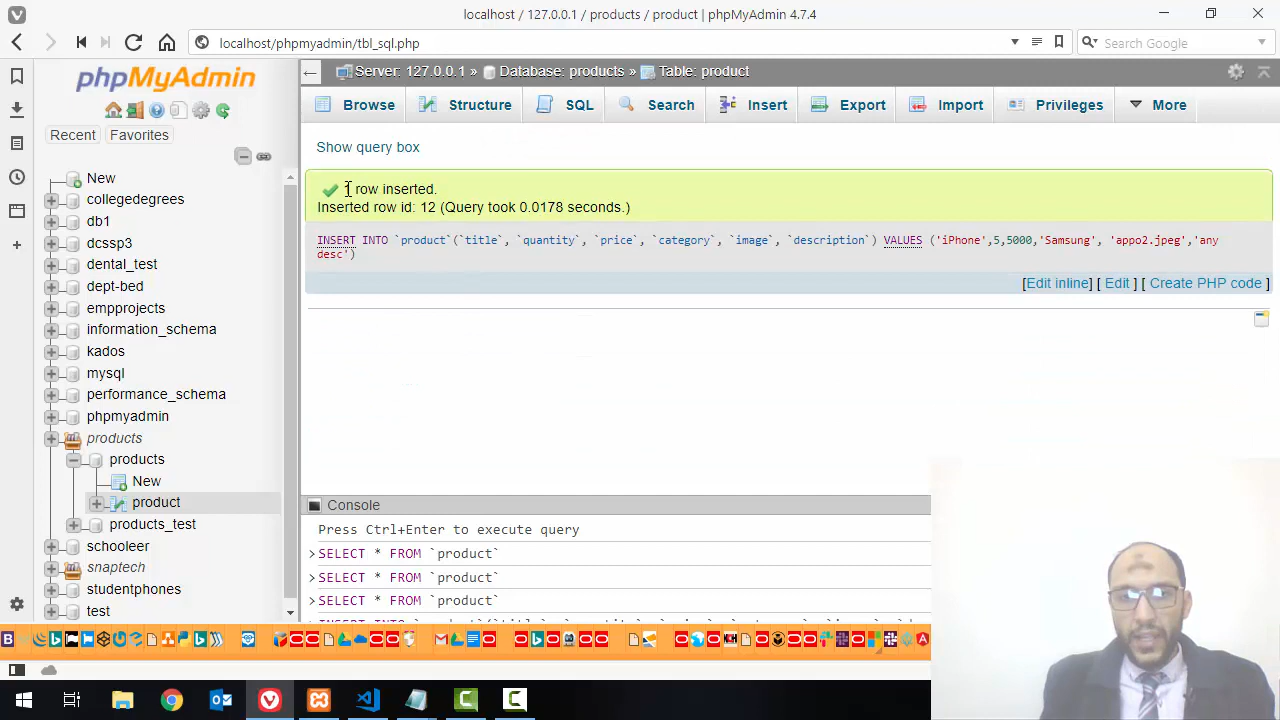 localhost / 127.0.0.1 / products / product | phpMyAdmin 4.7.4
localhost/phpmyadmin/tbl_sql.php
Search Google
phpMyAdmin
Recent
Favorites
New
collegedegrees
db1
dcssp3
dental_test
dept-bed
empprojects
information_schema
kados
mysql
performance_schema
phpmyadmin
products
products
New
product
products_test
schooleer
snaptech
studentphones
test
Server: 127.0.0.1 » Database: products » Table: product
Browse
Structure
SQL
Search
Insert
Export
Import
Privileges
More
Show query box
1 row inserted.
Inserted row id: 12 (Query took 0.0178 seconds.)
INSERT INTO `product`(`title`, `quantity`, `price`, `category`, `image`, `description`) VALUES ('iPhone',5,5000,'Samsung', 'appo2.jpeg','any
desc')
[Edit inline] [ Edit ] [ Create PHP code ]
Console
Press Ctrl+Enter to execute query
>SELECT * FROM `product`
>SELECT * FROM `product`
>SELECT * FROM `product`